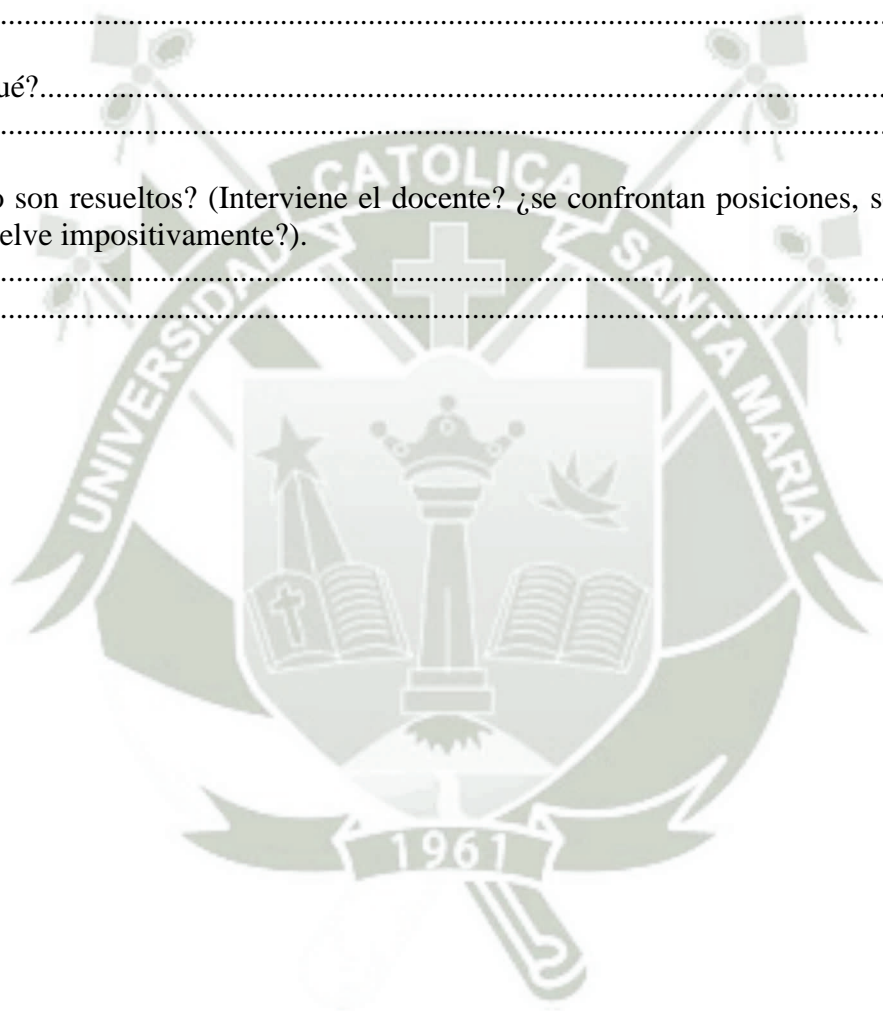 ué?
o son resueltos? (Interviene el docente? ¿se confrontan posiciones, s
elve impositivamente?).
UNIVERSIDAD CATOLICA SANTA MARIA
1961